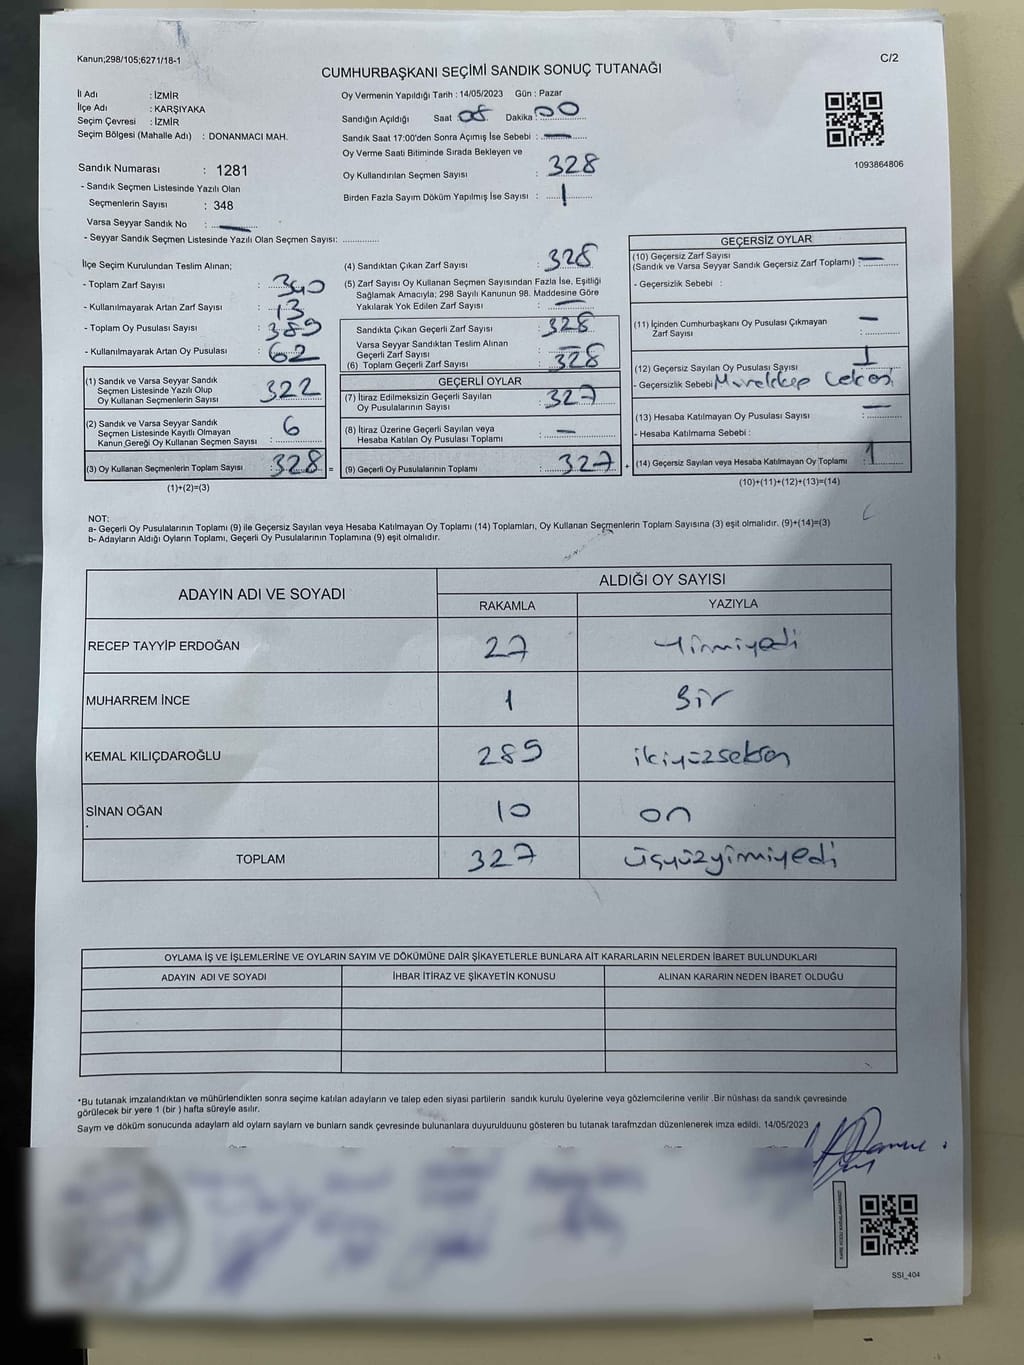 Kanun;298/105;6271/18-1
C/2
CUMHURBAŞKANI SEÇİMİ SANDIK SONUÇ TUTANAĞI
İl Adı : İZMİR
İlçe Adı : KARŞIYAKA
Seçim Çevresi : İZMİR
Seçim Bölgesi (Mahalle Adı) : DONANMACI MAH.
Sandık Numarası : 1281
- Sandık Seçmen Listesinde Yazılı Olan
Seçmenlerin Sayısı : 348
Varsa Seyyar Sandık No : —
- Seyyar Sandık Seçmen Listesinde Yazılı Olan Seçmen Sayısı: ..............
Oy Vermenin Yapıldığı Tarih : 14/05/2023 Gün : Pazar
Sandığın Açıldığı Saat 08 Dakika : 00
Sandık Saat 17:00'den Sonra Açımış İse Sebebi : —
Oy Verme Saati Bitiminde Sırada Bekleyen ve
Oy Kullandırılan Seçmen Sayısı : 328
Birden Fazla Sayım Döküm Yapılmış İse Sayısı : 1
1093864806
İlçe Seçim Kurulundan Teslim Alınan;
- Toplam Zarf Sayısı : 340
- Kullanılmayarak Artan Zarf Sayısı : 13
- Toplam Oy Pusulası Sayısı : 389
- Kullanılmayarak Artan Oy Pusulası : 62
(1) Sandık ve Varsa Seyyar Sandık
Seçmen Listesinde Yazılı Olup
Oy Kullanan Seçmenlerin Sayısı : 322
(2) Sandık ve Varsa Seyyar Sandık
Seçmen Listesinde Kayıtlı Olmayan
Kanun Gereği Oy Kullanan Seçmen Sayısı : 6
(3) Oy Kullanan Seçmenlerin Toplam Sayısı : 328 =
(1)+(2)=(3)
(4) Sandıktan Çıkan Zarf Sayısı : 328
(5) Zarf Sayısı Oy Kullanan Seçmen Sayısından Fazla İse, Eşitliği
Sağlamak Amacıyla; 298 Sayılı Kanunun 98. Maddesine Göre
Yakılarak Yok Edilen Zarf Sayısı : —
Sandıkta Çıkan Geçerli Zarf Sayısı : 328
Varsa Seyyar Sandıktan Teslim Alınan
Geçerli Zarf Sayısı : —
(6) Toplam Geçerli Zarf Sayısı : 328
GEÇERLİ OYLAR
(7) İtiraz Edilmeksizin Geçerli Sayılan
Oy Pusulalarının Sayısı : 327
(8) İtiraz Üzerine Geçerli Sayılan veya
Hesaba Katılan Oy Pusulası Toplamı : —
(9) Geçerli Oy Pusulalarının Toplamı : 327 +
GEÇERSİZ OYLAR
(10) Geçersiz Zarf Sayısı
(Sandık ve Varsa Seyyar Sandık Geçersiz Zarf Toplamı) : —
- Geçersizlik Sebebi :
(11) İçinden Cumhurbaşkanı Oy Pusulası Çıkmayan
Zarf Sayısı : —
(12) Geçersiz Sayılan Oy Pusulası Sayısı : 1
- Geçersizlik Sebebi : Mürekkep Lekesi
(13) Hesaba Katılmayan Oy Pusulası Sayısı : —
- Hesaba Katılmama Sebebi :
(14) Geçersiz Sayılan veya Hesaba Katılmayan Oy Toplamı : 1
(10)+(11)+(12)+(13)=(14)
NOT:
a- Geçerli Oy Pusulalarının Toplamı (9) ile Geçersiz Sayılan veya Hesaba Katılmayan Oy Toplamı (14) Toplamları, Oy Kullanan Seçmenlerin Toplam Sayısına (3) eşit olmalıdır. (9)+(14)=(3)
b- Adayların Aldığı Oyların Toplamı, Geçerli Oy Pusulalarının Toplamına (9) eşit olmalıdır.
ADAYIN ADI VE SOYADI ALDIĞI OY SAYISI
RAKAMLA YAZIYLA
RECEP TAYYİP ERDOĞAN 27 Yirmiyedi
MUHARREM İNCE 1 Bir
KEMAL KILIÇDAROĞLU 289 ikiyüzseksen
SİNAN OĞAN 10 on
TOPLAM 327 üçyüzyirmiyedi
OYLAMA İŞ VE İŞLEMLERİNE VE OYLARIN SAYIM VE DÖKÜMÜNE DAİR ŞİKAYETLERLE BUNLARA AİT KARARLARIN NELERDEN İBARET BULUNDUKLARI
ADAYIN ADI VE SOYADI İHBAR İTİRAZ VE ŞİKAYETİN KONUSU ALINAN KARARIN NEDEN İBARET OLDUĞU
*Bu tutanak imzalandıktan ve mühürlendikten sonra seçime katılan adayların ve talep eden siyasi partilerin sandık kurulu üyelerine veya gözlemcilerine verilir .Bir nüshası da sandık çevresinde
görülecek bir yere 1 (bir ) hafta süreyle asılır.
Sayım ve döküm sonucunda adayların aldı oyların sayları ve bunların sandk çevresinde bulunanlara duyurulduunu gösteren bu tutanak tarafmzdan düzenlenerek imza edildi. 14/05/2023
SSI_404